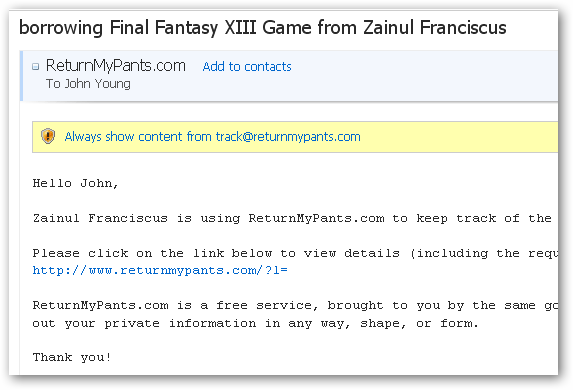 borrowing Final Fantasy XIII Game from Zainul Franciscus
ReturnMyPants.com Add to contacts
To John Young
Always show content from track@returnmypants.com
Hello John,
Zainul Franciscus is using ReturnMyPants.com to keep track of the
Please click on the link below to view details (including the requ
http://www.returnmypants.com/?l=
ReturnMyPants.com is a free service, brought to you by the same go
out your private information in any way, shape, or form.
Thank you!